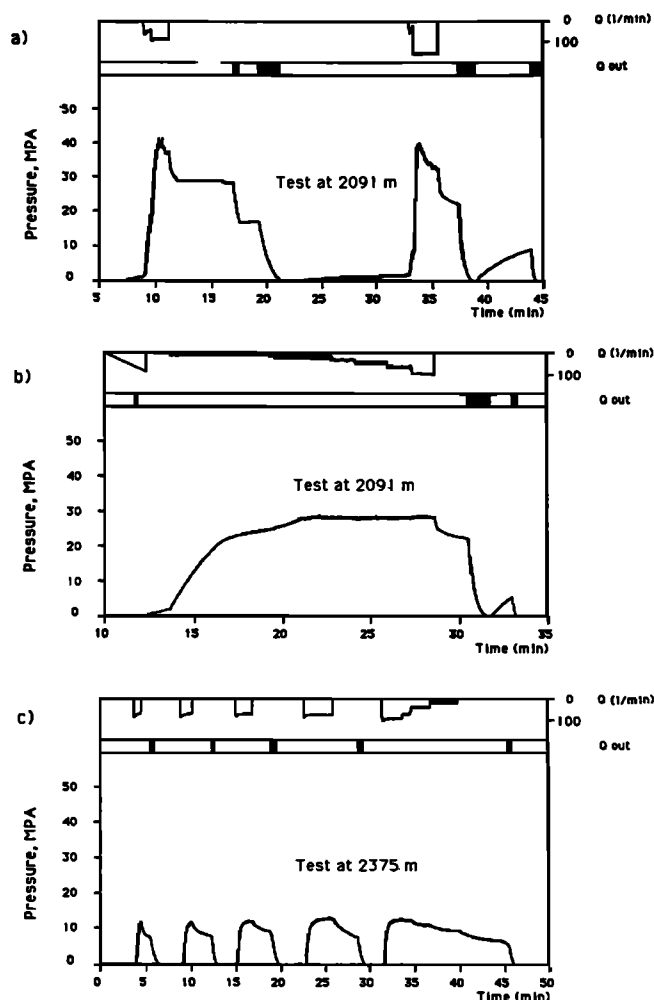 a)
0 Q (l/min)
100
Q out
50
40
30
20
10
0
Pressure, MPA
Test at 2091 m
5 10 15 20 25 30 35 40 45
Time (min)
b)
0 Q (l/min)
100
Q out
50
40
30
20
10
0
Pressure, MPA
Test at 2091 m
10 15 20 25 30 35
Time (min)
c)
0 Q (l/min)
100
Q out
50
40
30
20
10
0
Pressure, MPA
Test at 2375 m
0 5 10 15 20 25 30 35 40 45 50
Time (min)